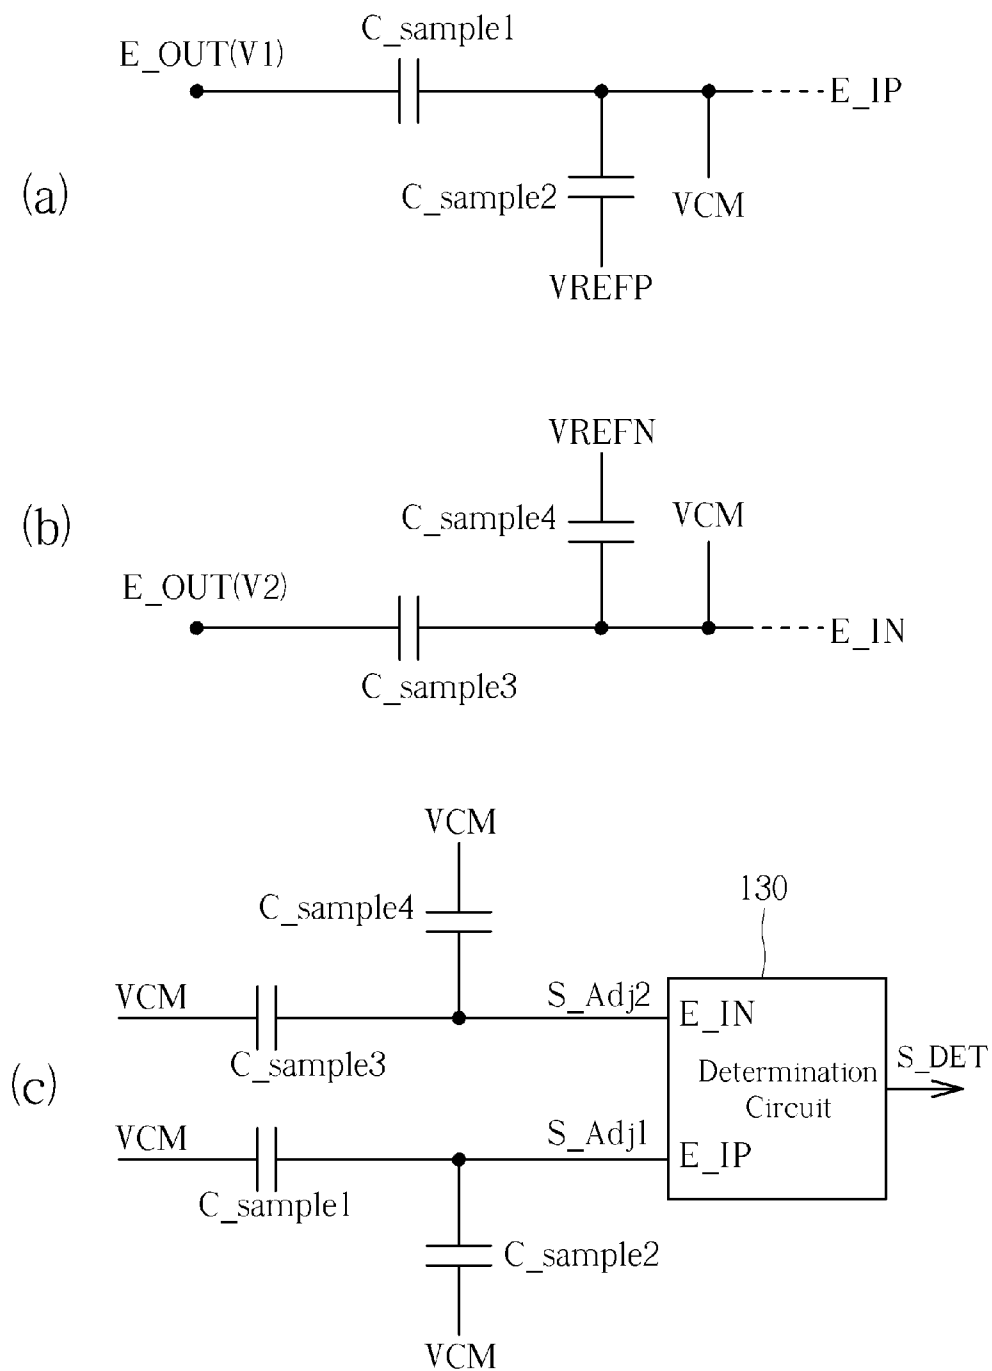 C_sample1
E_OUT(V1)
E_IP
(a)
C_sample2
VCM
VREFP
VREFN
(b)
C_sample4
VCM
E_OUT(V2)
E_IN
C_sample3
VCM
130
C_sample4
VCM
S_Adj2
E_IN
C_sample3
S_DET
(c)
Determination
Circuit
VCM
S_Adj1
E_IP
C_sample1
C_sample2
VCM